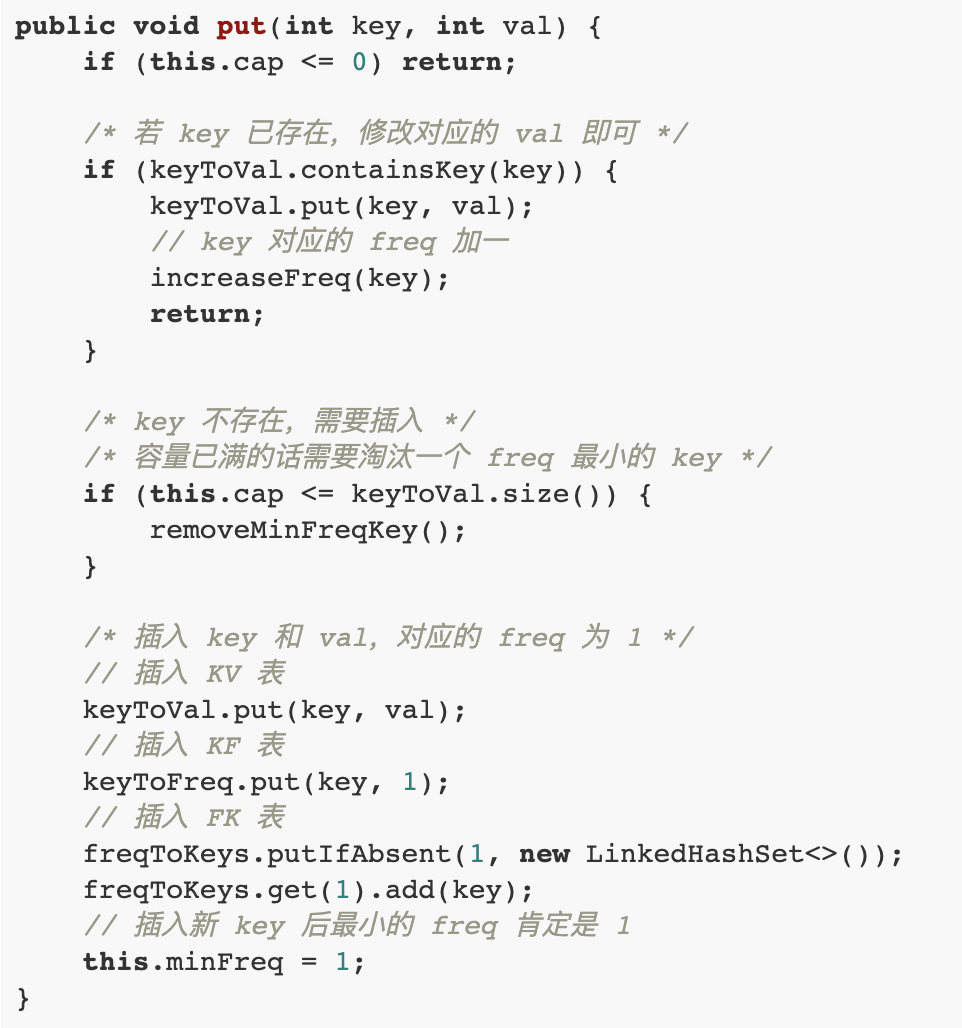 public void put(int key, int val) {
    if (this.cap <= 0) return;

    /* 若 key 已存在，修改对应的 val 即可 */
    if (keyToVal.containsKey(key)) {
        keyToVal.put(key, val);
        // key 对应的 freq 加一
        increaseFreq(key);
        return;
    }

    /* key 不存在，需要插入 */
    /* 容量已满的话需要淘汰一个 freq 最小的 key */
    if (this.cap <= keyToVal.size()) {
        removeMinFreqKey();
    }

    /* 插入 key 和 val，对应的 freq 为 1 */
    // 插入 KV 表
    keyToVal.put(key, val);
    // 插入 KF 表
    keyToFreq.put(key, 1);
    // 插入 FK 表
    freqToKeys.putIfAbsent(1, new LinkedHashSet<>());
    freqToKeys.get(1).add(key);
    // 插入新 key 后最小的 freq 肯定是 1
    this.minFreq = 1;
}